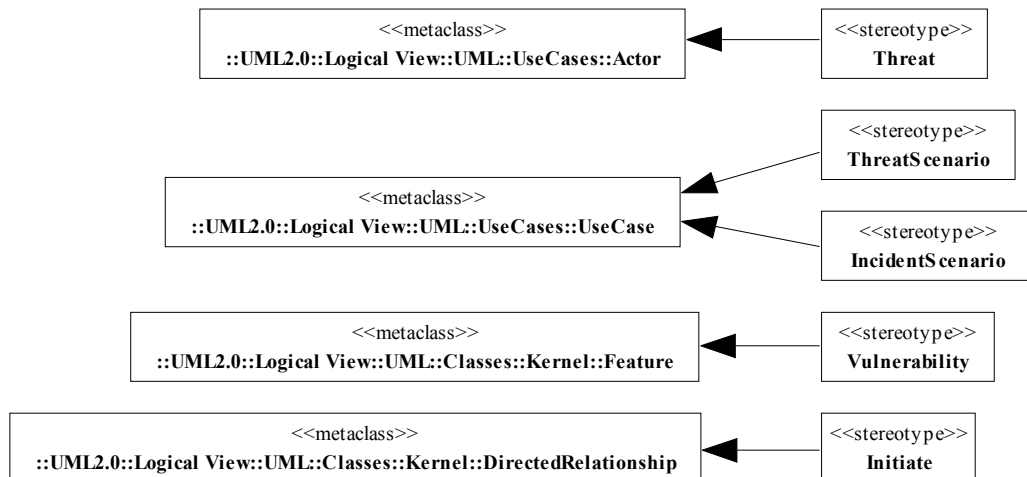 <<metaclass>>
::UML2.0::Logical View::UML::UseCases::Actor
<<stereotype>>
Threat
<<stereotype>>
ThreatScenario
<<metaclass>>
::UML2.0::Logical View::UML::UseCases::UseCase
<<stereotype>>
IncidentScenario
<<metaclass>>
::UML2.0::Logical View::UML::Classes::Kernel::Feature
<<stereotype>>
Vulnerability
<<metaclass>>
::UML2.0::Logical View::UML::Classes::Kernel::DirectedRelationship
<<stereotype>>
Initiate